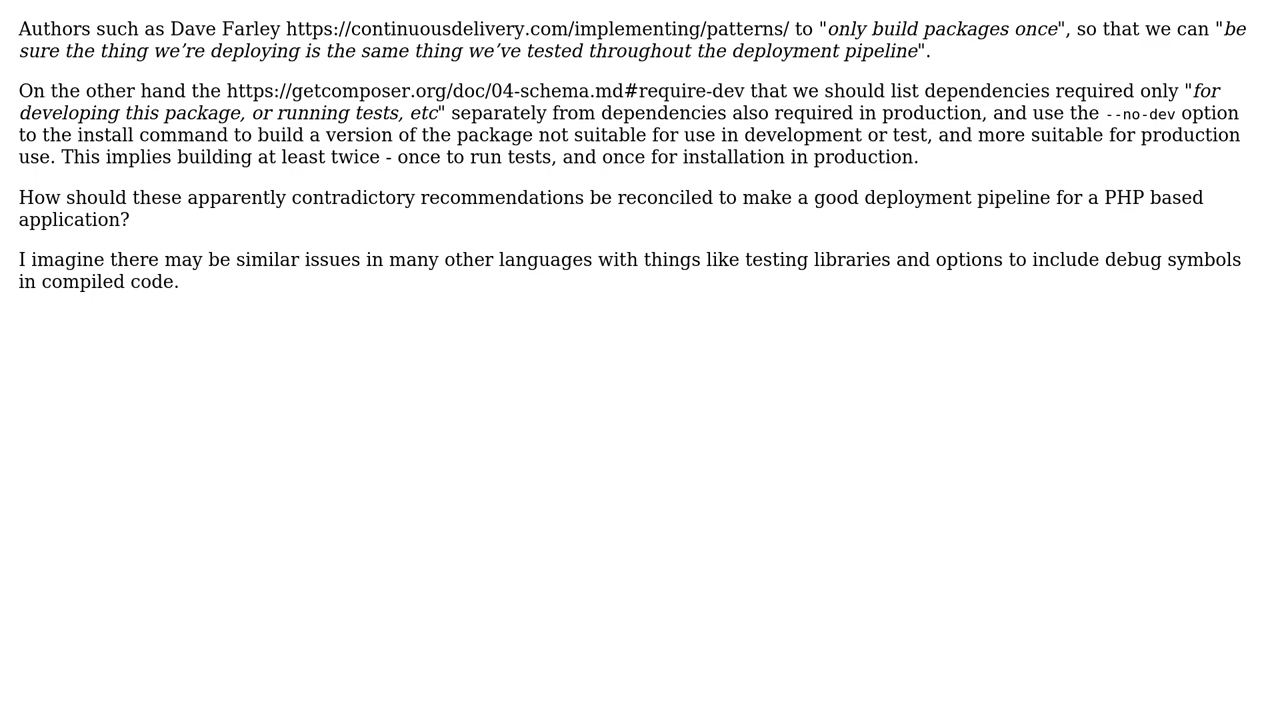 Authors such as Dave Farley https://continuousdelivery.com/implementing/patterns/ to "only build packages once", so that we can "be
sure the thing we’re deploying is the same thing we’ve tested throughout the deployment pipeline".
On the other hand the https://getcomposer.org/doc/04-schema.md#require-dev that we should list dependencies required only "for
developing this package, or running tests, etc" separately from dependencies also required in production, and use the --no-dev option
to the install command to build a version of the package not suitable for use in development or test, and more suitable for production
use. This implies building at least twice - once to run tests, and once for installation in production.
How should these apparently contradictory recommendations be reconciled to make a good deployment pipeline for a PHP based
application?
I imagine there may be similar issues in many other languages with things like testing libraries and options to include debug symbols
in compiled code.